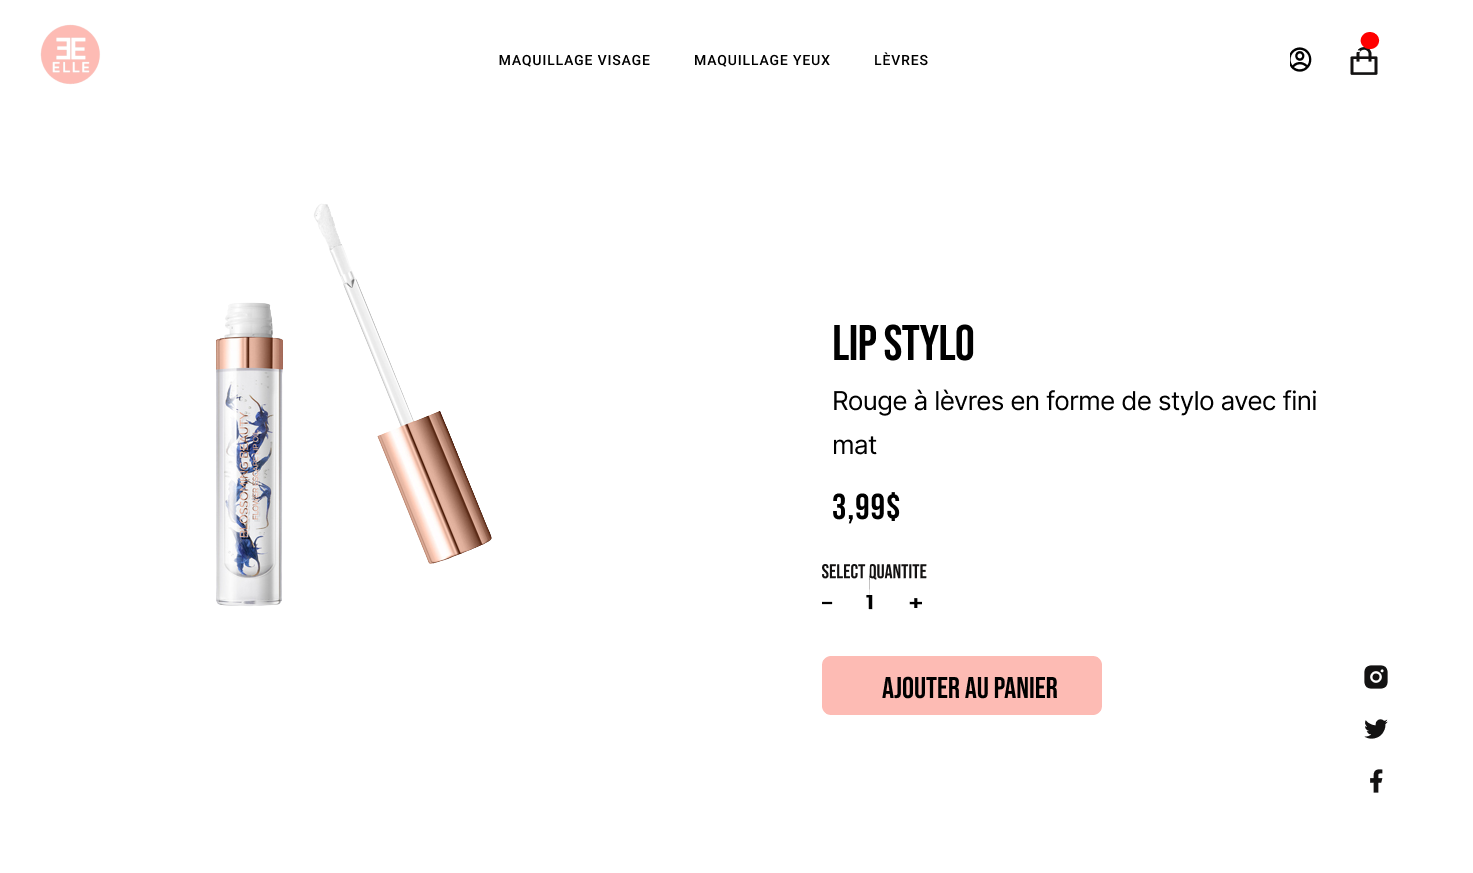 ELLE
MAQUILLAGE VISAGE
MAQUILLAGE YEUX
LÈVRES
BLOSSOMING BEAUTY
LIP STYLO
Rouge à lèvres en forme de stylo avec fini
mat
3,99$
SELECT QUANTITE
- 1 +
AJOUTER AU PANIER